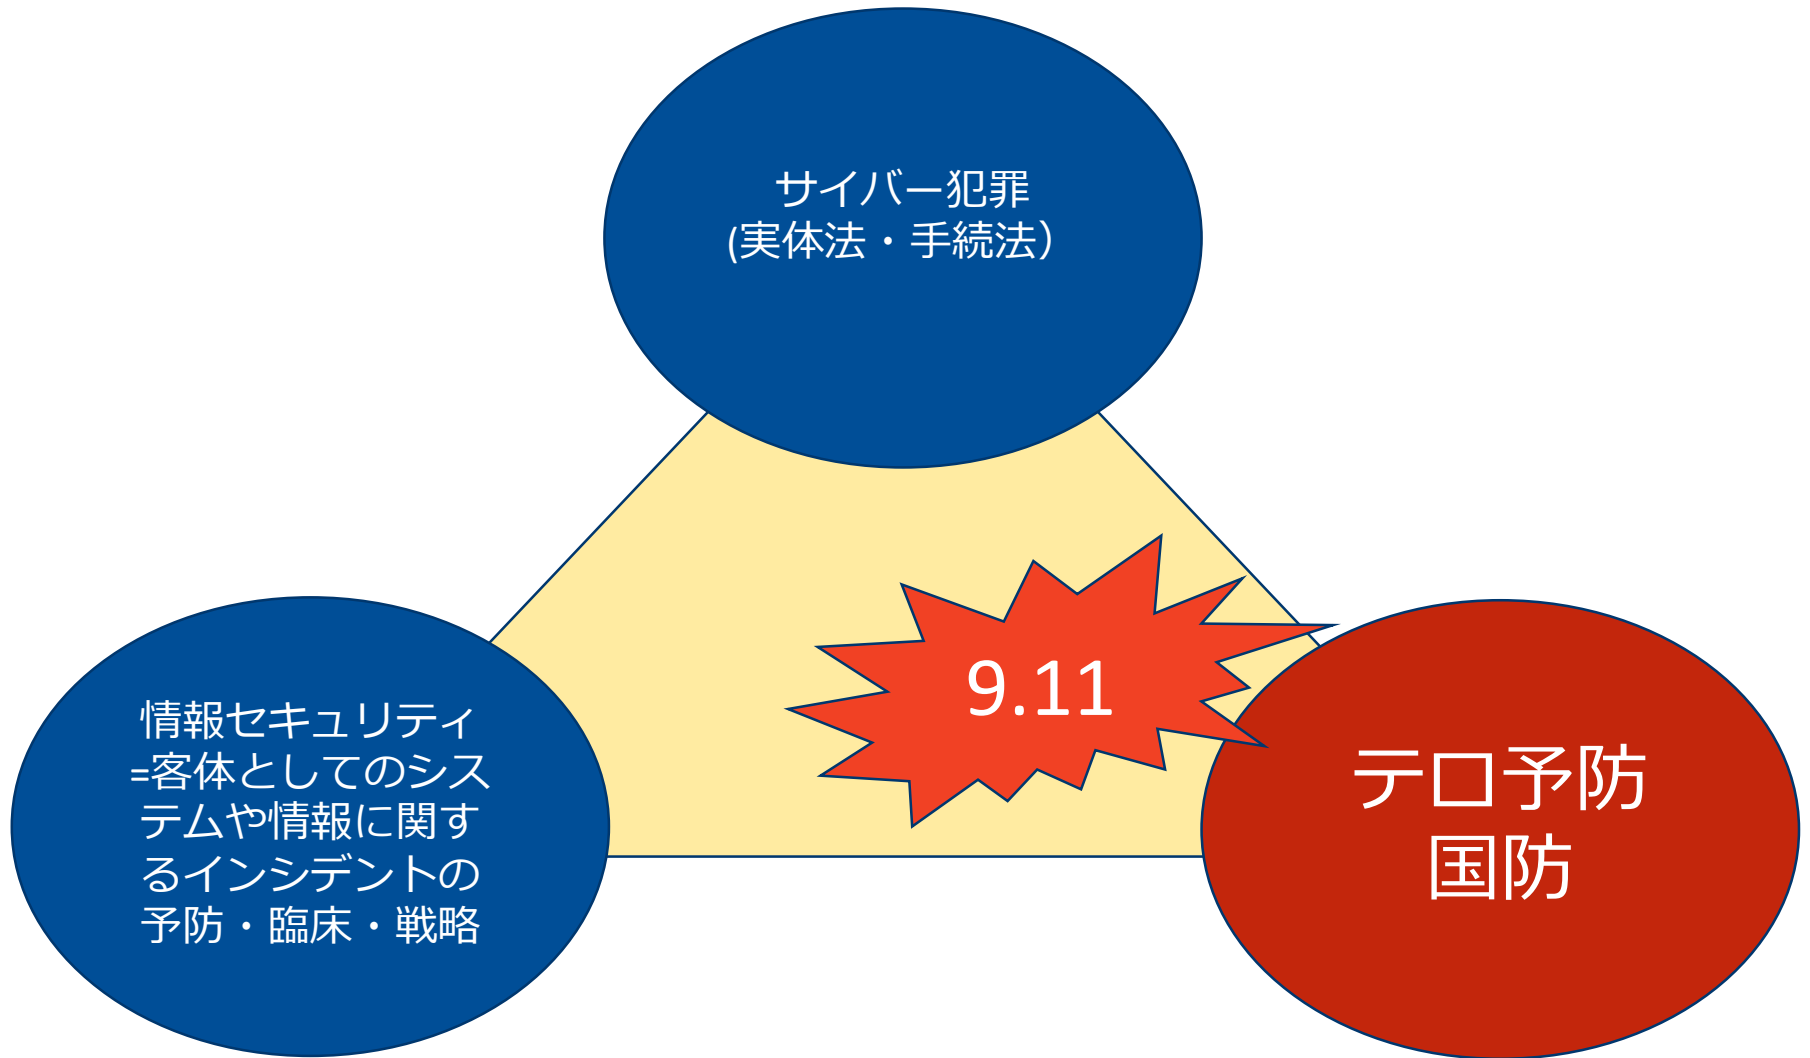 サイバー犯罪
(実体法・手続法）
9.11
情報セキュリティ
=客体としてのシス
テムや情報に関す
るインシデントの
予防・臨床・戦略
テロ予防
国防